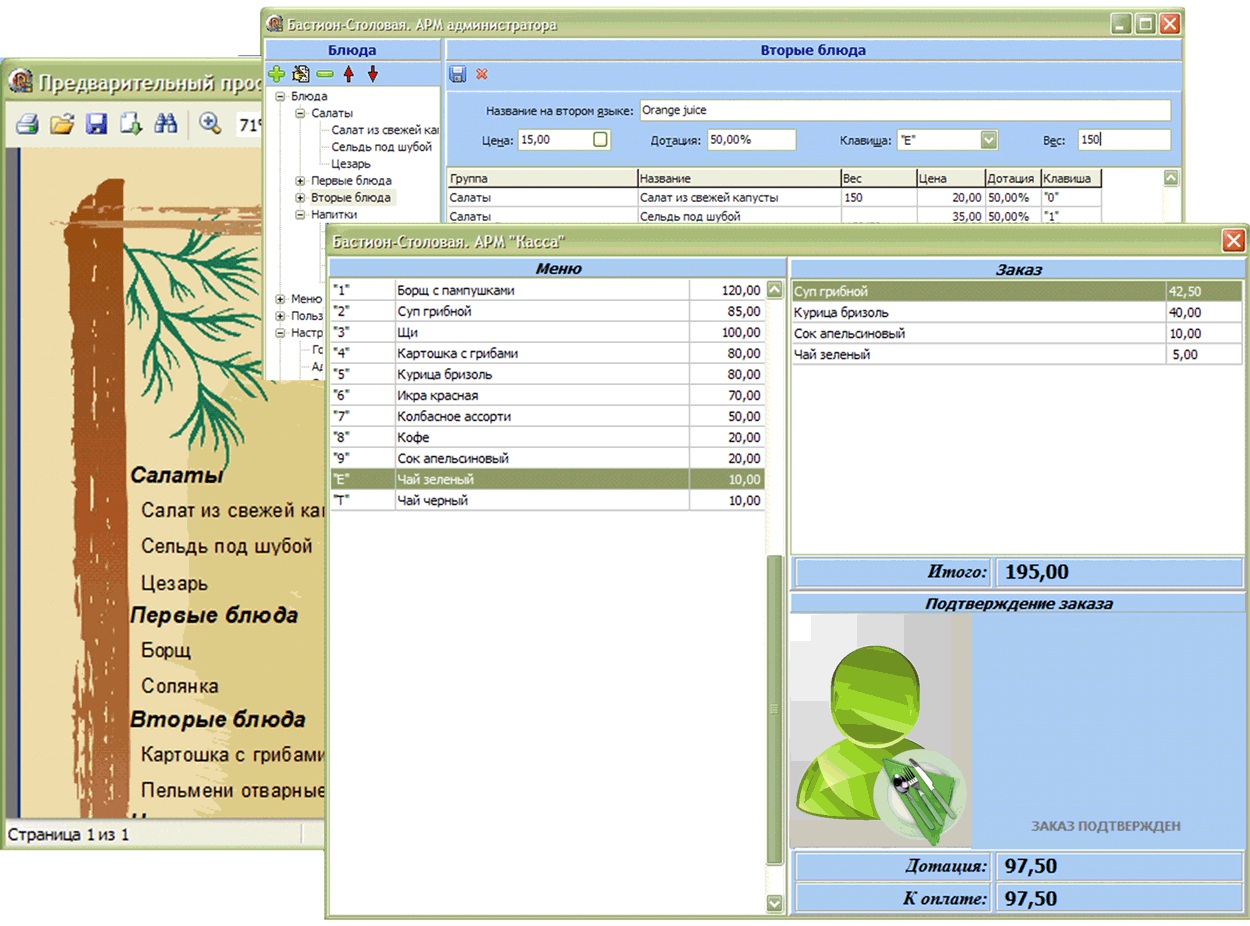 Бастион-Столовая. АРМ администратора
Блюда
Вторые блюда
Блюда
Салаты
Салат из свежей
Сельдь под шубой
Цезарь
Первые блюда
Вторые блюда
Напитки
Меню
Название на втором языке: Orange juice
Цена: 15,00 Дотация: 50,00% Клавиша: "E" Вес: 150
Группа Название Вес Цена Дотация Клавиша
Салаты Салат из свежей капусты 150 20,00 50,00% "0"
Салаты Сельдь под шубой 35,00 50,00% "1"
Предварительный
71
Салаты
Салат из свежей
Сельдь под шубой
Цезарь
Первые блюда
Борщ
Солянка
Вторые блюда
Картошка с грибами
Пельмени отварные
Страница 1 из 1
Бастион-Столовая. АРМ "Касса"
Меню
"1" Борщ с пампушками 120,00
"2" Суп грибной 85,00
"3" Щи 100,00
"4" Картошка с грибами 80,00
"5" Курица бризоль 80,00
"6" Икра красная 70,00
"7" Колбасное ассорти 50,00
"8" Кофе 20,00
"9" Сок апельсиновый 20,00
"E" Чай зеленый 10,00
"T" Чай черный 10,00
Заказ
Суп грибной 42,50
Курица бризоль 40,00
Сок апельсиновый 10,00
Чай зеленый 5,00
Итого: 195,00
Подтверждение заказа
ЗАКАЗ ПОДТВЕРЖДЕН
Дотация: 97,50
К оплате: 97,50